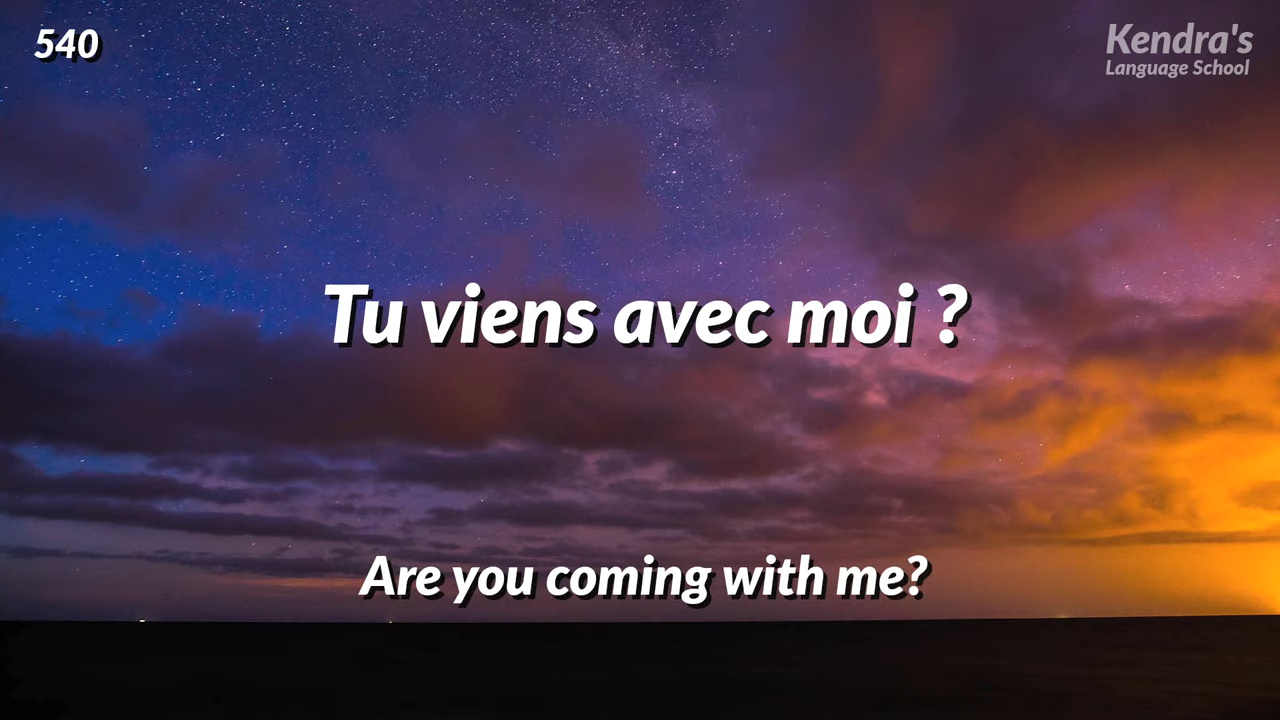 540
Kendra's
Language School
Tu viens avec moi ?
Are you coming with me?